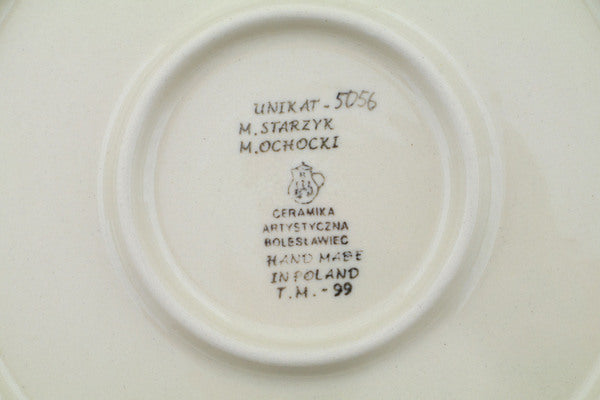 UNIKAT - 5056
M. STARZYK
M. OCHOCKI
CERAMIKA
ARTYSTYCZNA
BOLESŁAWIEC
HAND MADE
IN POLAND
T.M. - 99